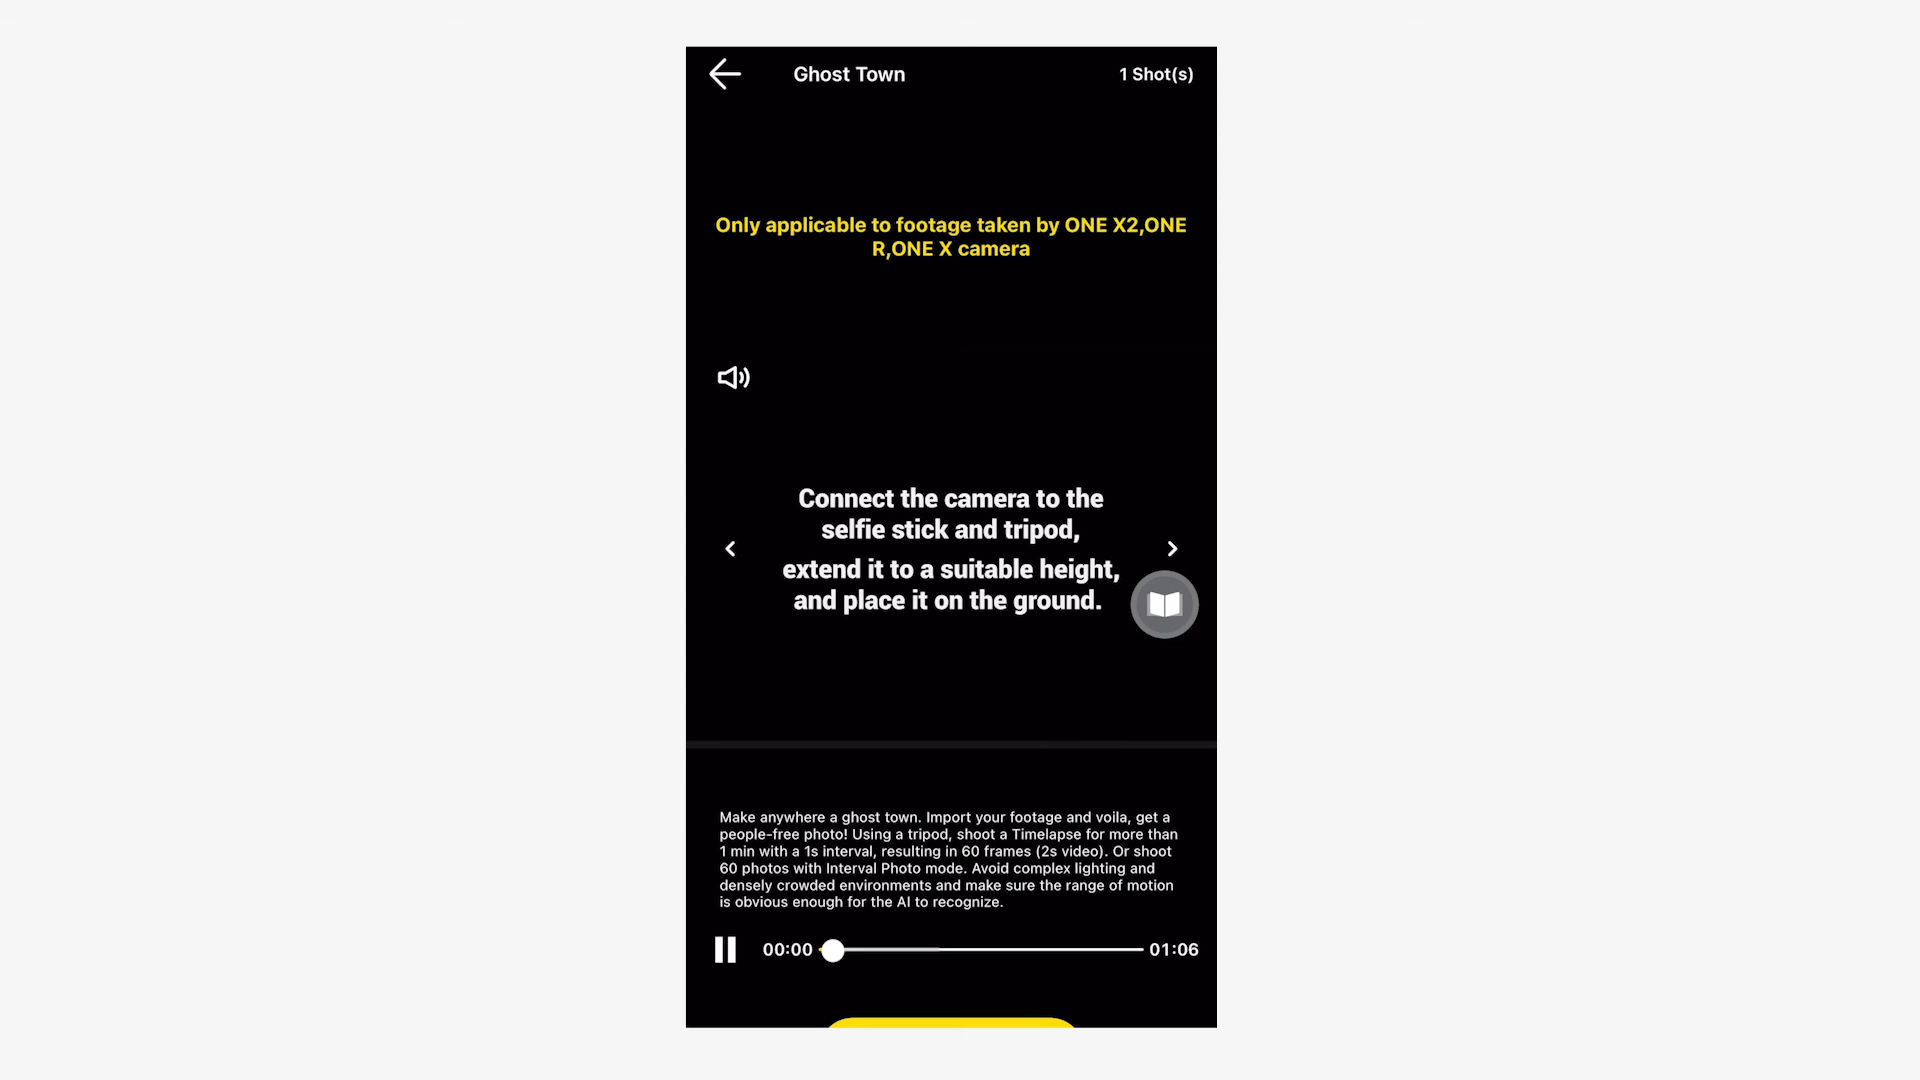 Ghost Town
1 Shot(s)
Only applicable to footage taken by ONE X2,ONE
R,ONE X camera
Connect the camera to the
selfie stick and tripod,
extend it to a suitable height,
and place it on the ground.
Make anywhere a ghost town. Import your footage and voila, get a
people-free photo! Using a tripod, shoot a Timelapse for more than
1 min with a 1s interval, resulting in 60 frames (2s video). Or shoot
60 photos with Interval Photo mode. Avoid complex lighting and
densely crowded environments and make sure the range of motion
is obvious enough for the AI to recognize.
00:00
01:06